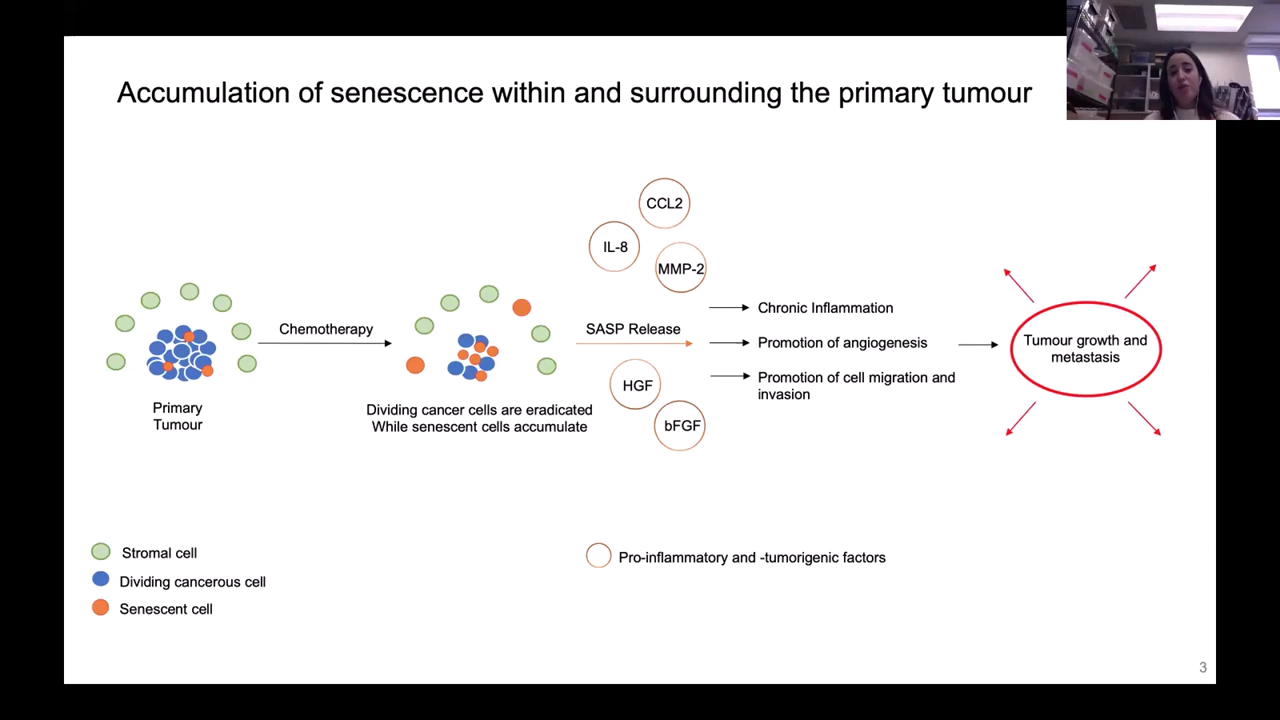 Accumulation of senescence within and surrounding the primary tumour
CCL2
IL-8
MMP-2
Chemotherapy
SASP Release
HGF
bFGF
Primary
Tumour
Dividing cancer cells are eradicated
While senescent cells accumulate
Chronic Inflammation
Promotion of angiogenesis
Promotion of cell migration and
invasion
Tumour growth and
metastasis
Stromal cell
Dividing cancerous cell
Senescent cell
Pro-inflammatory and -tumorigenic factors
3